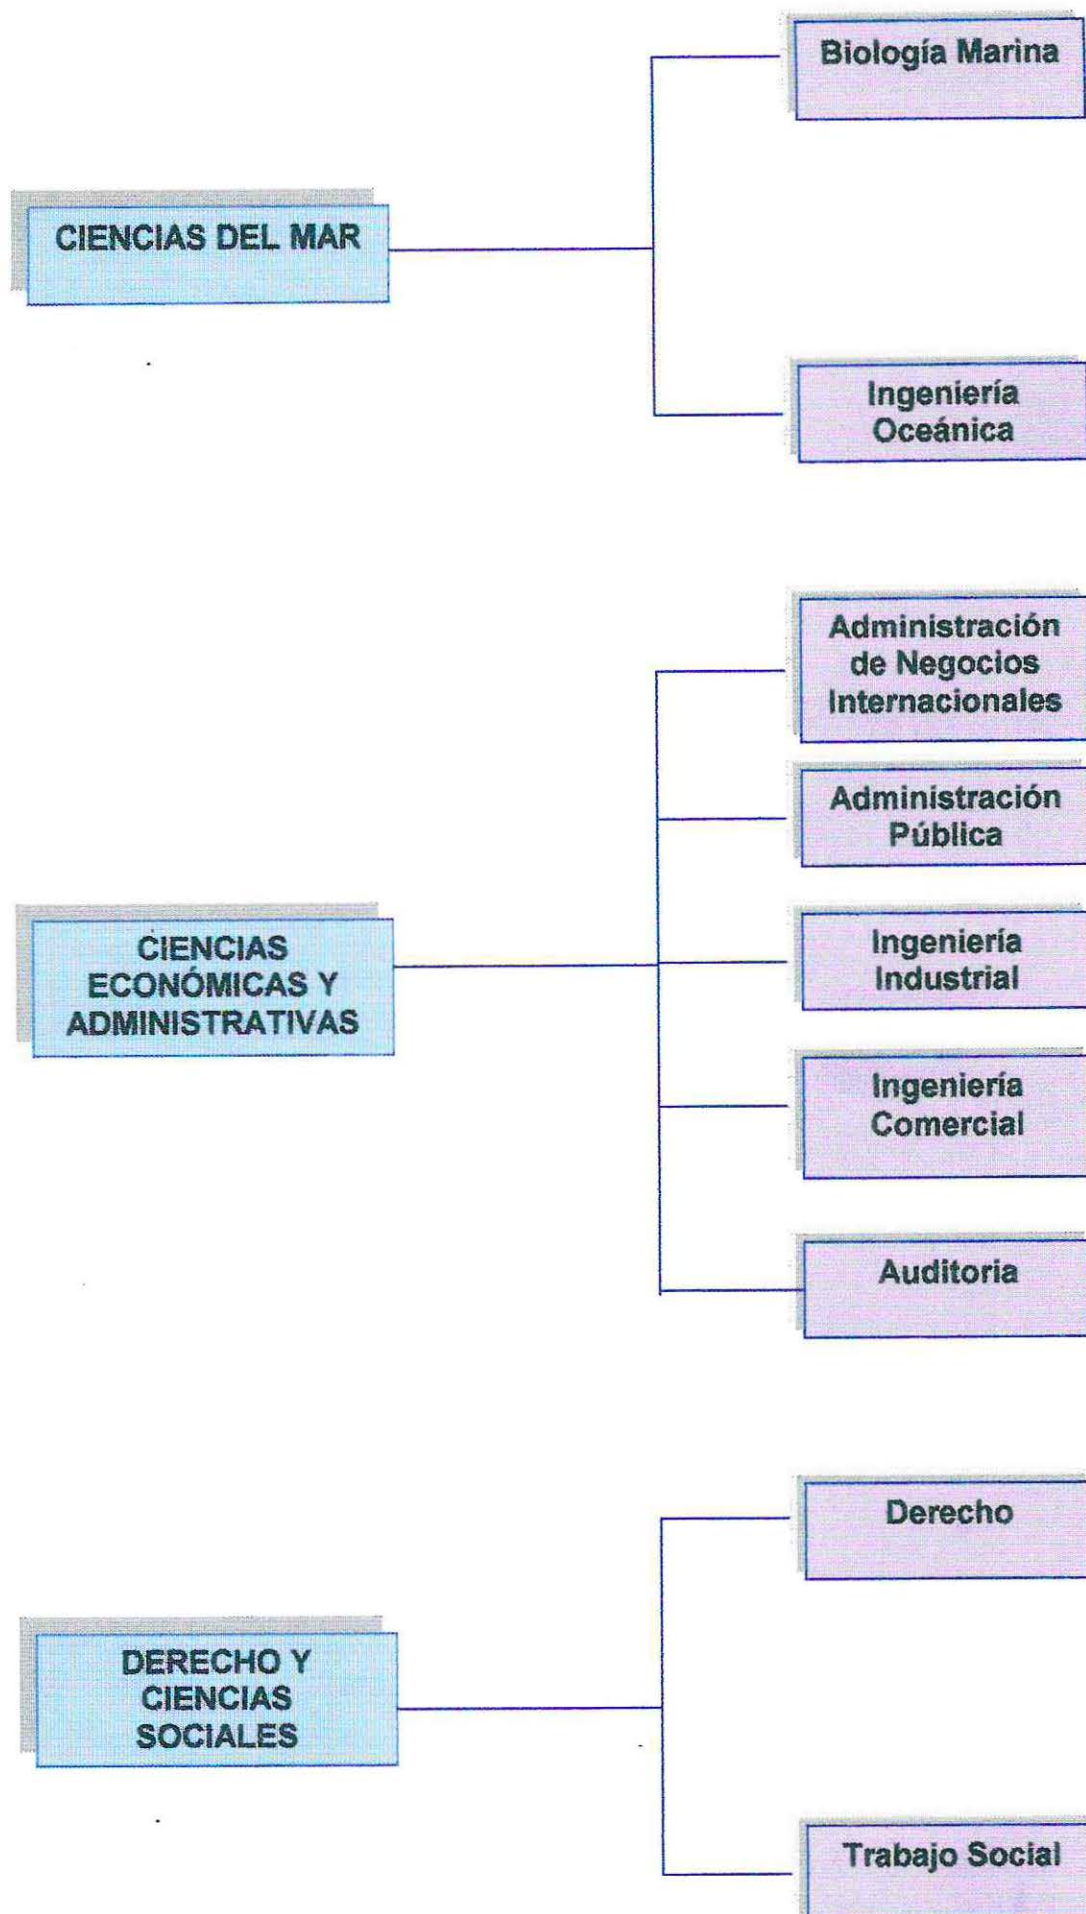 CIENCIAS DEL MAR
Biología Marina
Ingeniería
Oceánica
CIENCIAS
ECONÓMICAS Y
ADMINISTRATIVAS
Administración
de Negocios
Internacionales
Administración
Pública
Ingeniería
Industrial
Ingeniería
Comercial
Auditoria
DERECHO Y
CIENCIAS
SOCIALES
Derecho
Trabajo Social